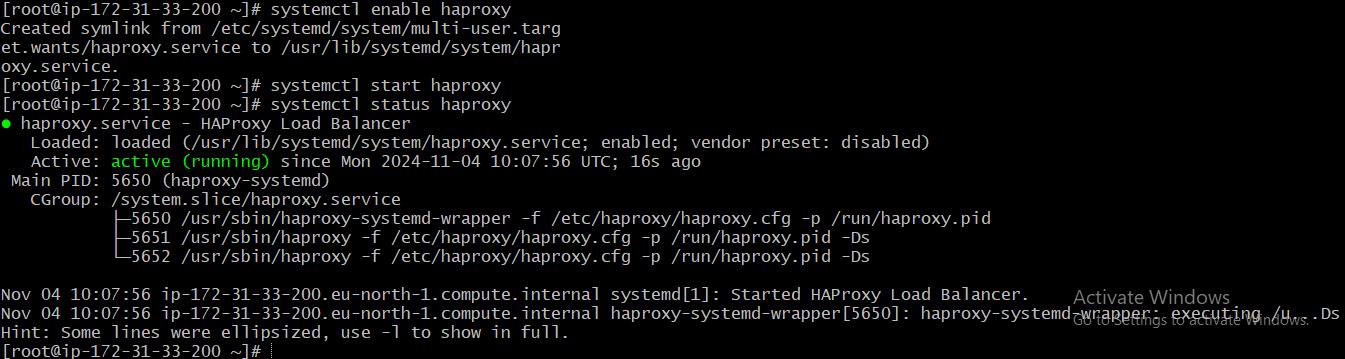 [root@ip-172-31-33-200 ~]# systemctl enable haproxy
Created symlink from /etc/systemd/system/multi-user.targ
et.wants/haproxy.service to /usr/lib/systemd/system/hapr
oxy.service.
[root@ip-172-31-33-200 ~]# systemctl start haproxy
[root@ip-172-31-33-200 ~]# systemctl status haproxy
● haproxy.service - HAProxy Load Balancer
   Loaded: loaded (/usr/lib/systemd/system/haproxy.service; enabled; vendor preset: disabled)
   Active: active (running) since Mon 2024-11-04 10:07:56 UTC; 16s ago
 Main PID: 5650 (haproxy-systemd)
   CGroup: /system.slice/haproxy.service
           ├─5650 /usr/sbin/haproxy-systemd-wrapper -f /etc/haproxy/haproxy.cfg -p /run/haproxy.pid
           ├─5651 /usr/sbin/haproxy -f /etc/haproxy/haproxy.cfg -p /run/haproxy.pid -Ds
           └─5652 /usr/sbin/haproxy -f /etc/haproxy/haproxy.cfg -p /run/haproxy.pid -Ds
Nov 04 10:07:56 ip-172-31-33-200.eu-north-1.compute.internal systemd[1]: Started HAProxy Load Balancer.
Nov 04 10:07:56 ip-172-31-33-200.eu-north-1.compute.internal haproxy-systemd-wrapper[5650]: haproxy-systemd-wrapper: executing /u...Ds
Hint: Some lines were ellipsized, use -l to show in full.
[root@ip-172-31-33-200 ~]#
Activate Windows
Go to Settings to activate Windows.